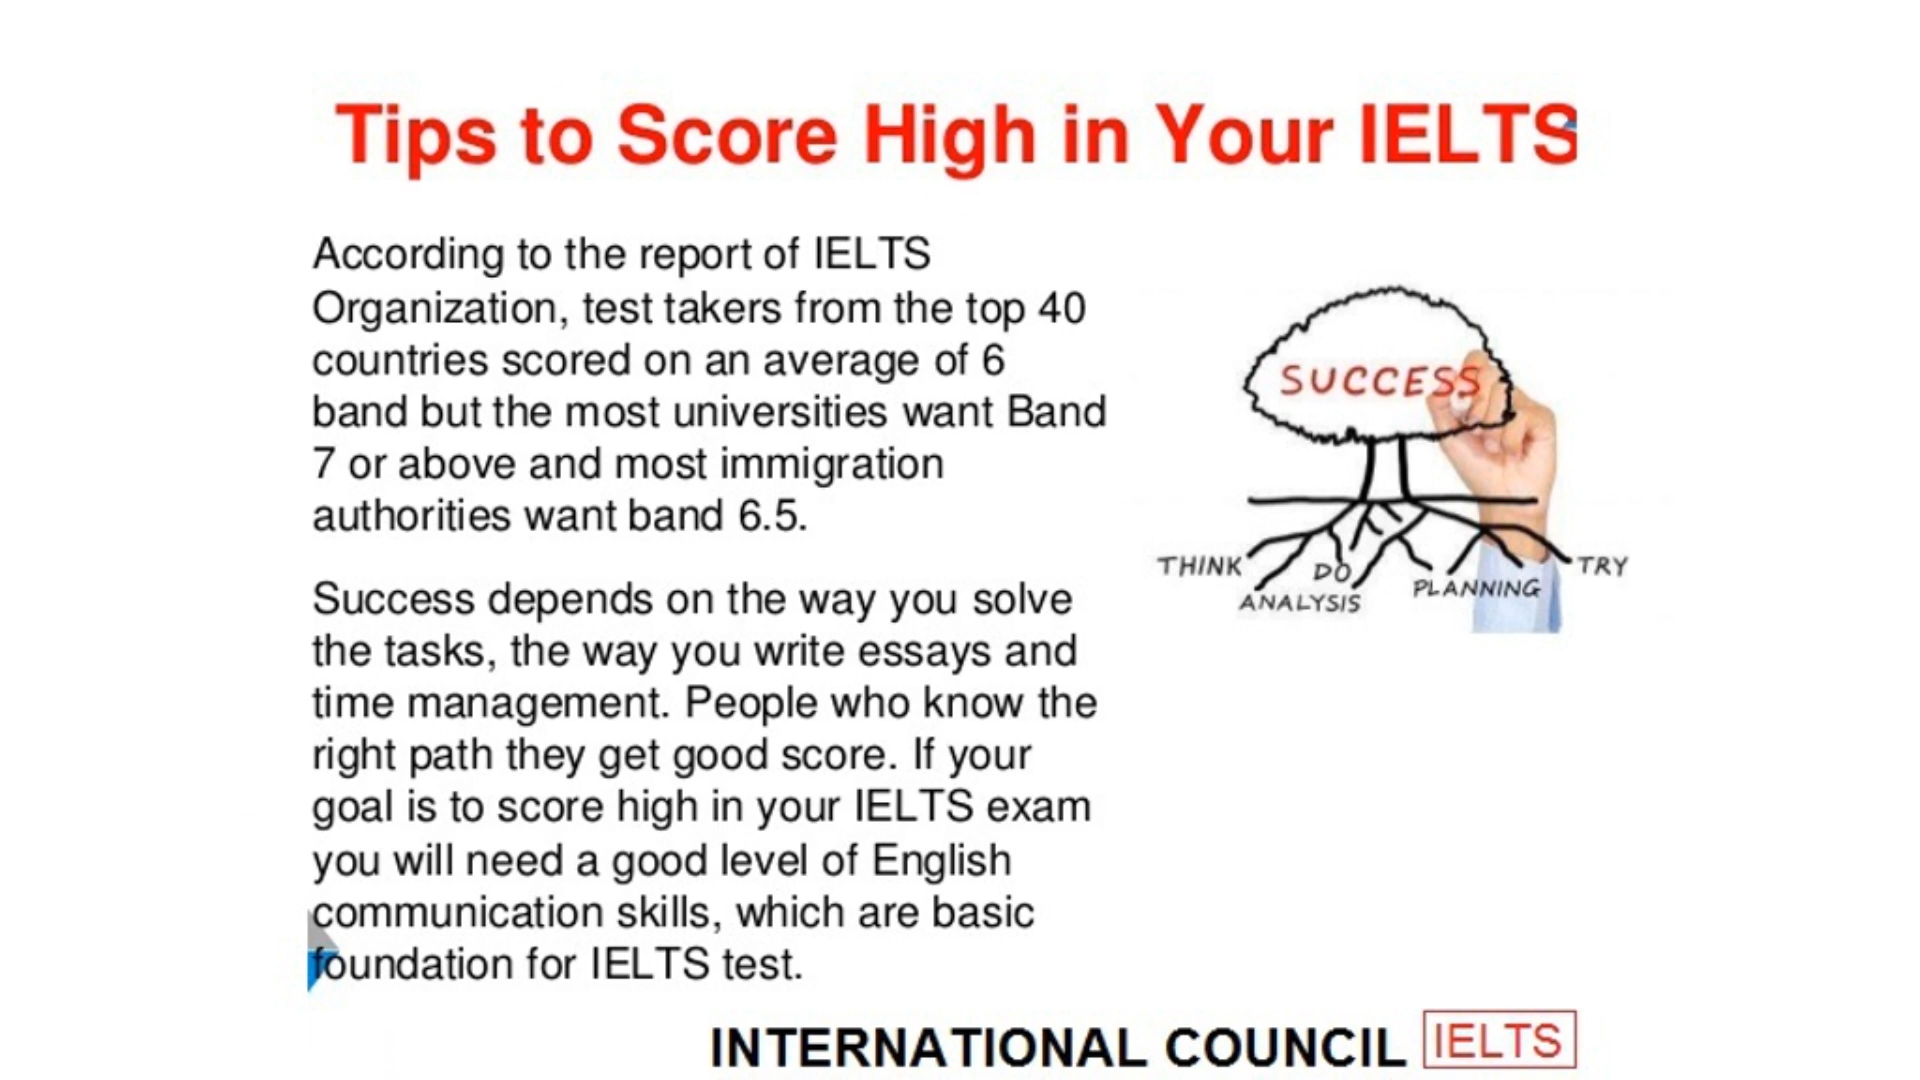 Tips to Score High in Your IELTS
According to the report of IELTS
Organization, test takers from the top 40
countries scored on an average of 6
band but the most universities want Band
7 or above and most immigration
authorities want band 6.5.
Success depends on the way you solve
the tasks, the way you write essays and
time management. People who know the
right path they get good score. If your
goal is to score high in your IELTS exam
you will need a good level of English
communication skills, which are basic
foundation for IELTS test.
SUCCESS
THINK
ANALYSIS
DO
PLANNING
TRY
INTERNATIONAL COUNCIL IELTS